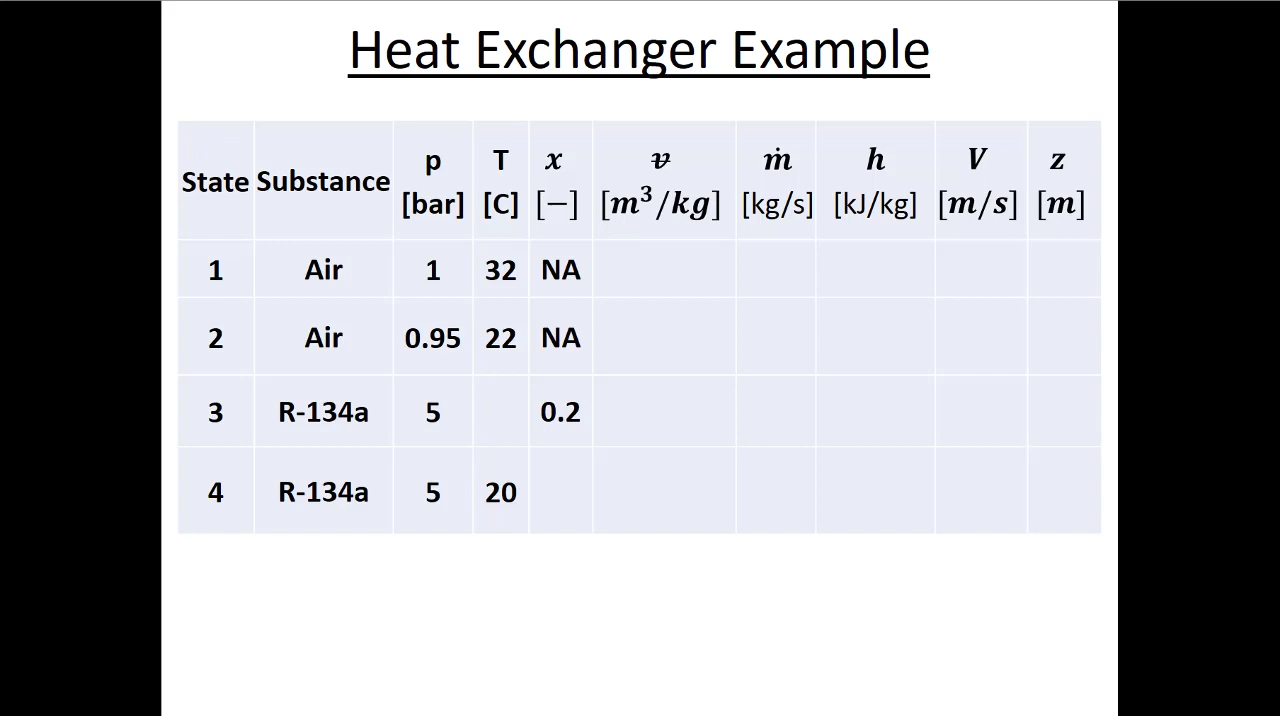 Heat Exchanger Example
State Substance p [bar] T [C] x [−] v̶ [m³/kg] ṁ [kg/s] h [kJ/kg] V [m/s] z [m]
1 Air 1 32 NA
2 Air 0.95 22 NA
3 R-134a 5 0.2
4 R-134a 5 20